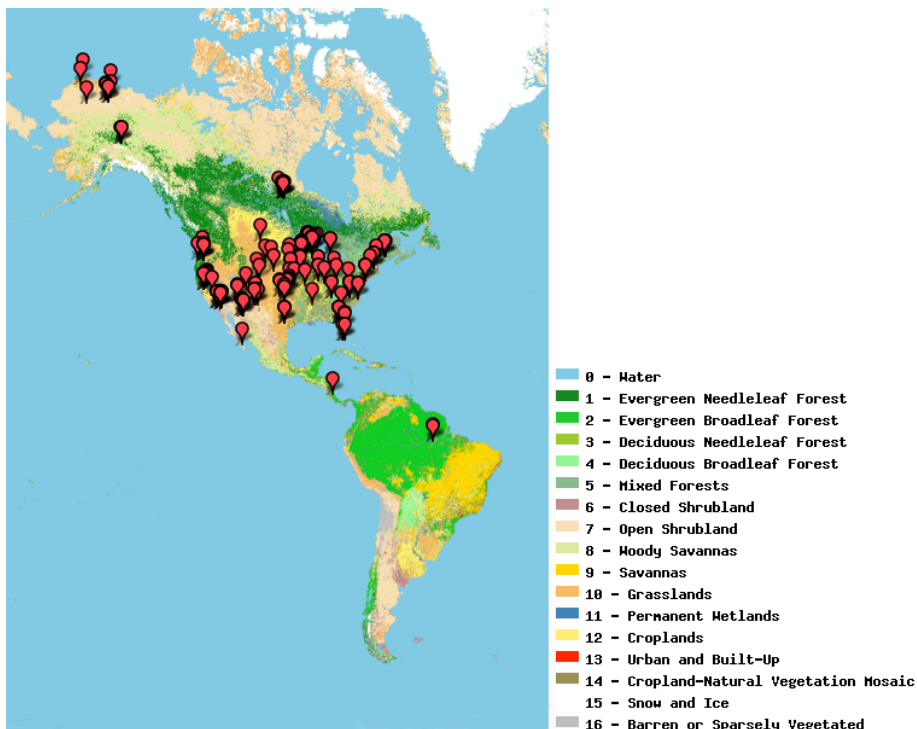 0 - Water
1 - Evergreen Needleleaf Forest
2 - Evergreen Broadleaf Forest
3 - Deciduous Needleleaf Forest
4 - Deciduous Broadleaf Forest
5 - Mixed Forests
6 - Closed Shrubland
7 - Open Shrubland
8 - Woody Savannas
9 - Savannas
10 - Grasslands
11 - Permanent Wetlands
12 - Croplands
13 - Urban and Built-Up
14 - Cropland-Natural Vegetation Mosaic
15 - Snow and Ice
16 - Barren or Sparsely Vegetated